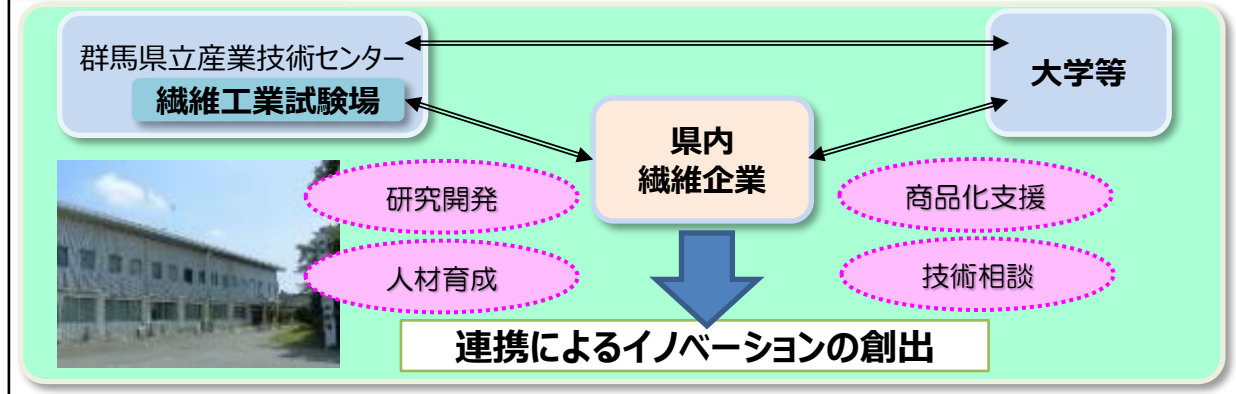 群馬県立産業技術センター
繊維工業試験場
大学等
県内
繊維企業
研究開発
商品化支援
人材育成
技術相談
連携によるイノベーションの創出